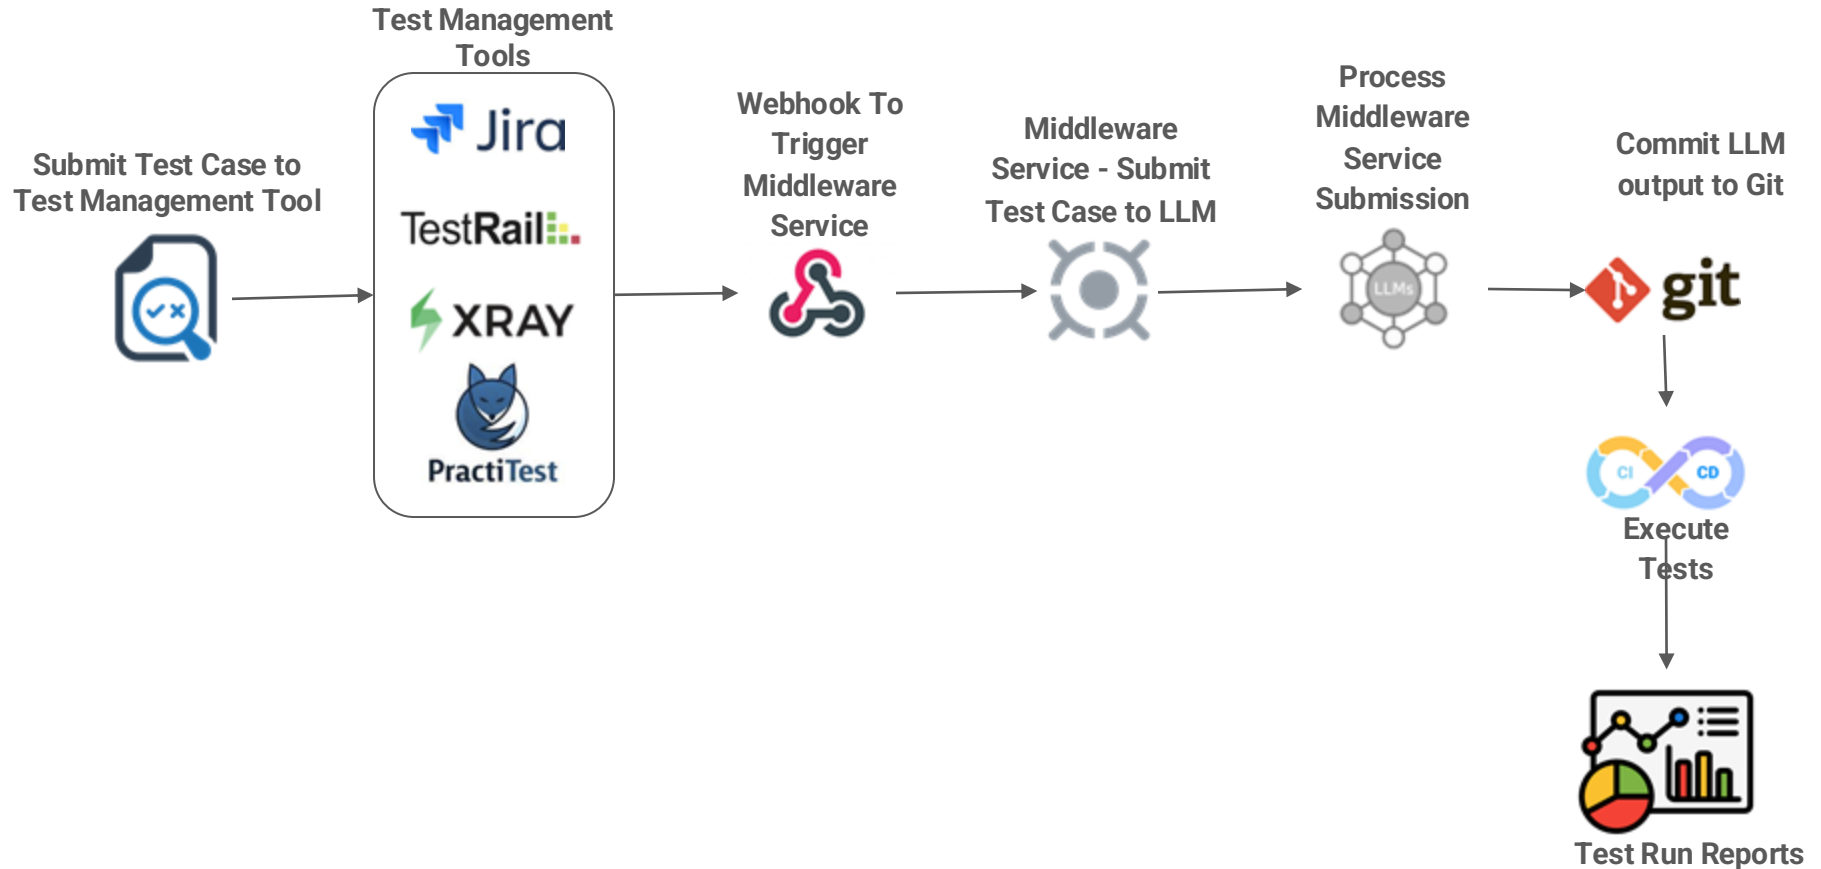 Submit Test Case to
Test Management Tool
Test Management
Tools
Jira
TestRail
XRAY
PractiTest
Webhook To
Trigger
Middleware
Service
Middleware
Service - Submit
Test Case to LLM
Process
Middleware
Service
Submission
LLMs
Commit LLM
output to Git
git
CI
CD
Execute
Tests
Test Run Reports